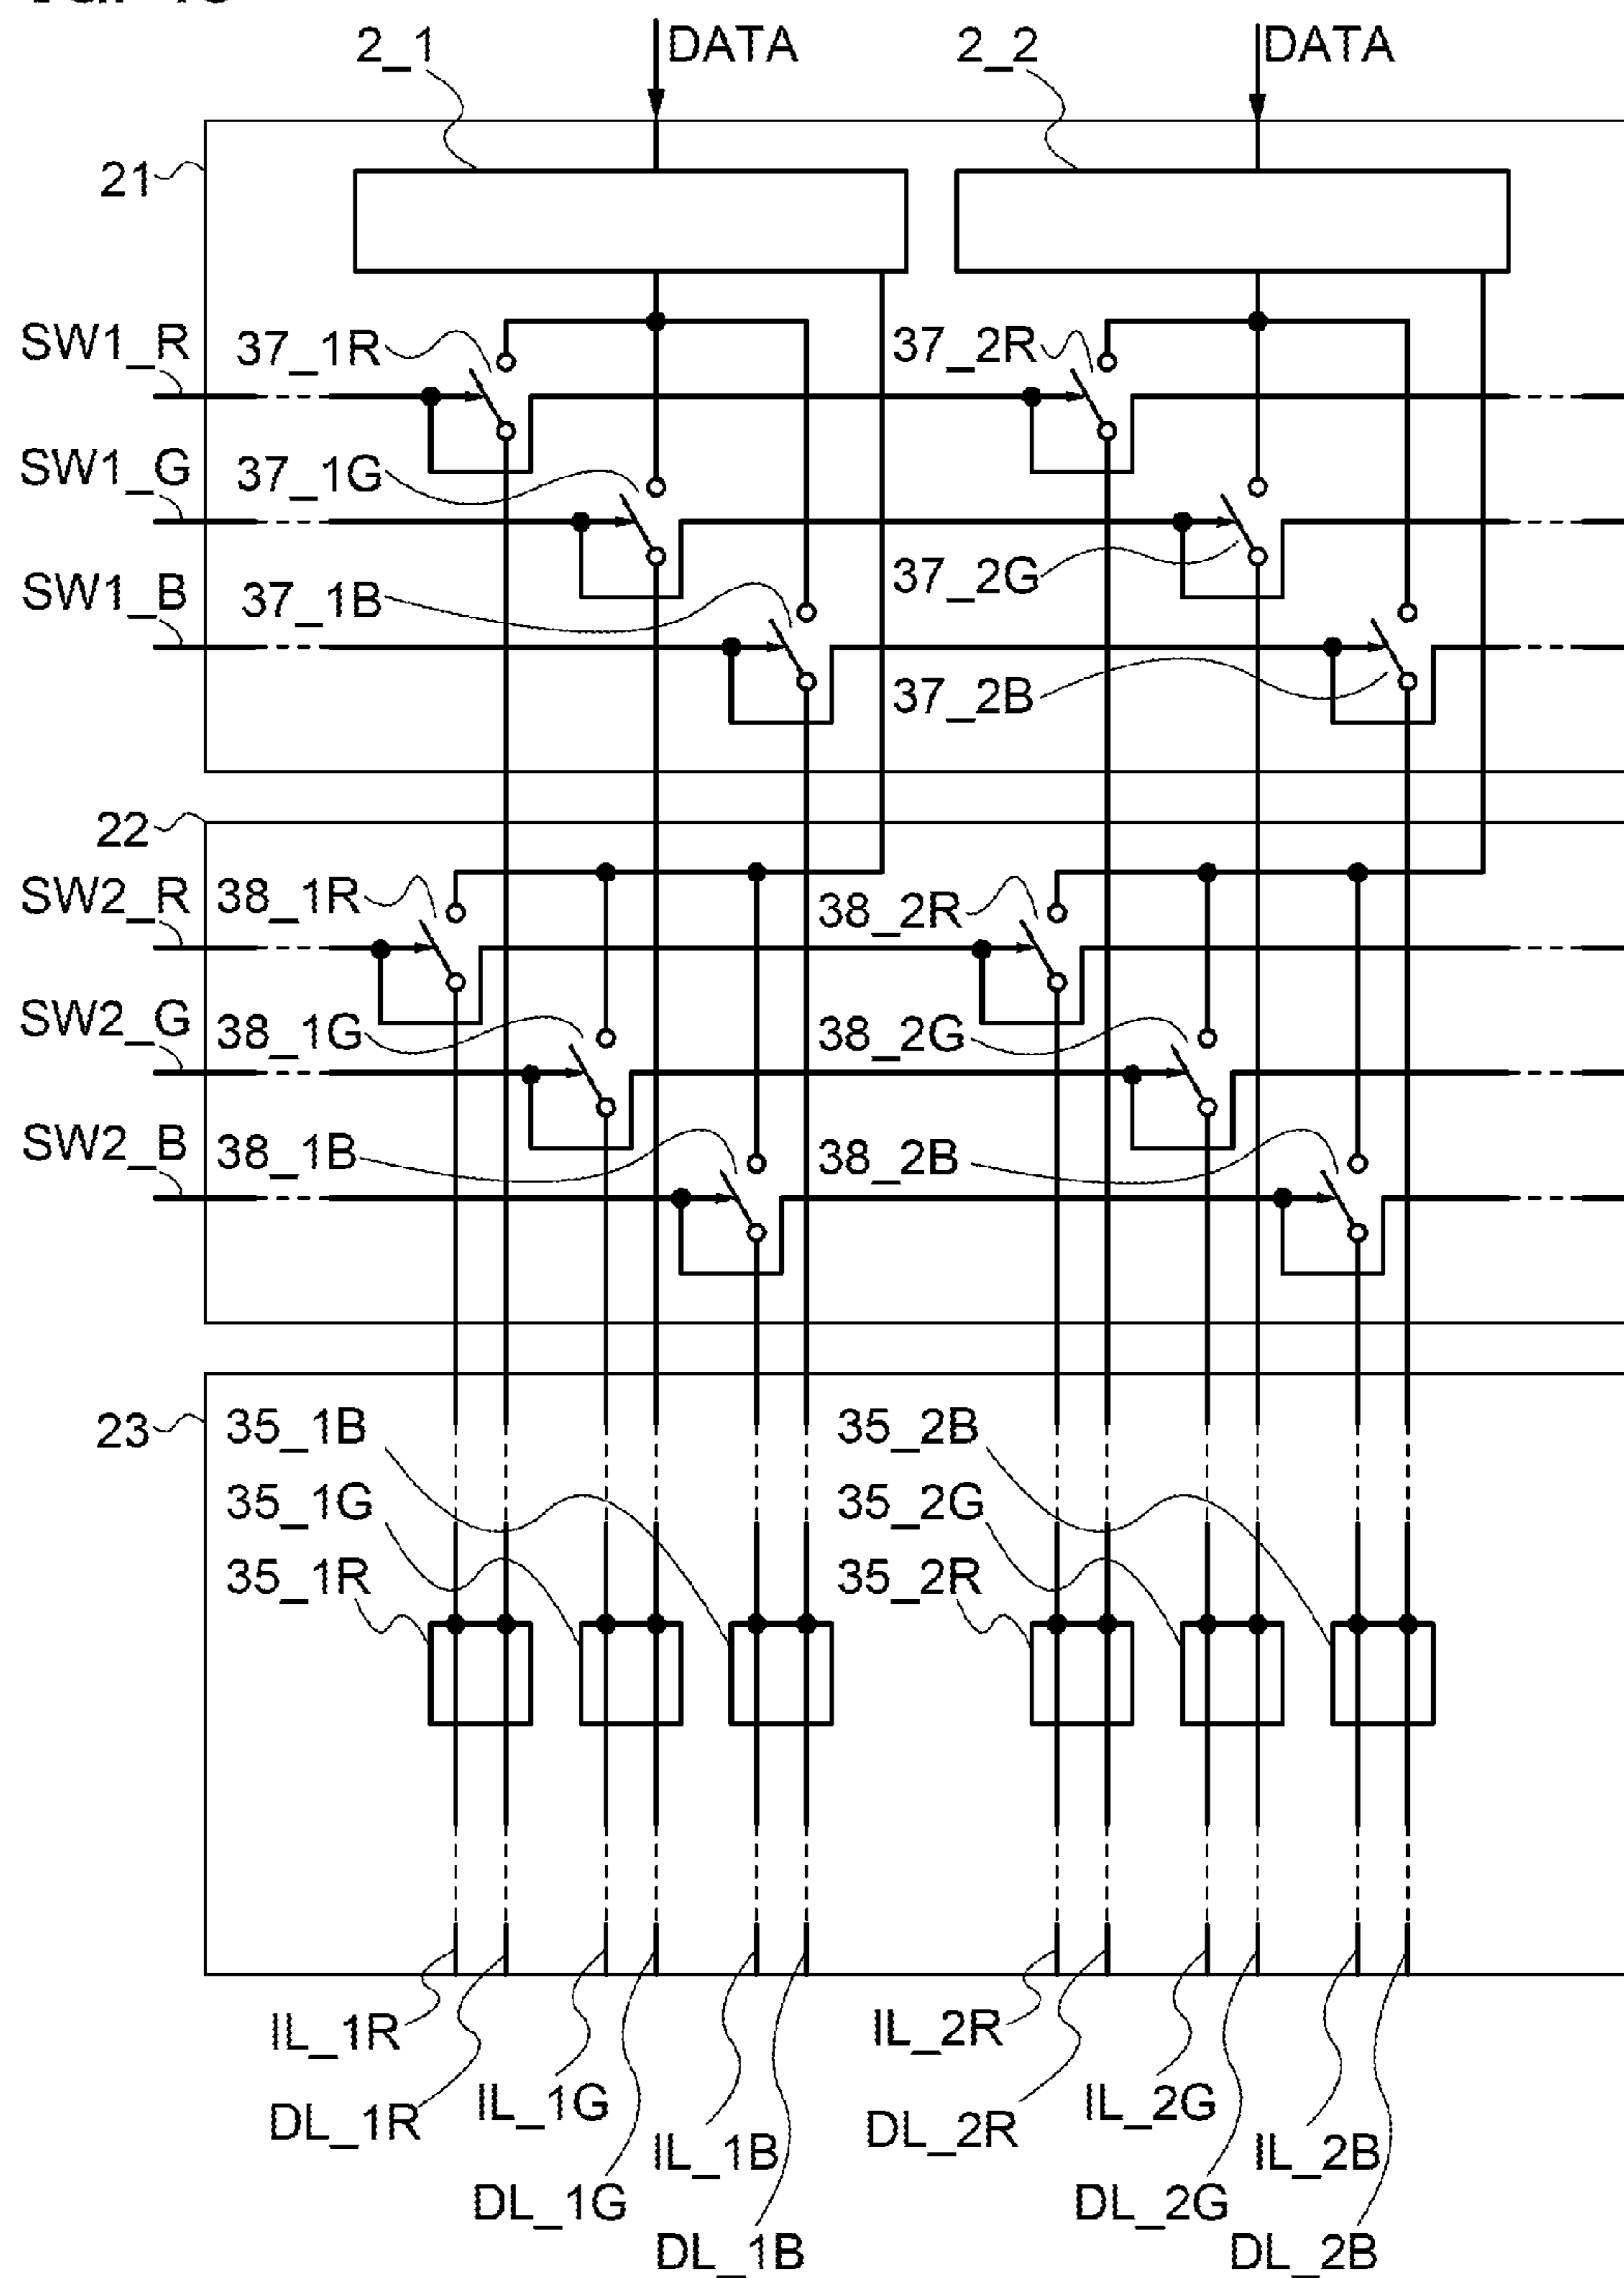 2_1 DATA 2_2 DATA
21
SW1_R 37_1R 37_2R
SW1_G 37_1G
37_2G
SW1_B 37_1B
37_2B
22
SW2_R 38_1R 38_2R
SW2_G 38_1G 38_2G
SW2_B 38_1B 38_2B
23 35_1B 35_2B
35_1G 35_2G
35_1R 35_2R
IL_1R IL_2R
DL_1R IL_1G DL_2R IL_2G
IL_1B IL_2B
DL_1G DL_2G
DL_1B DL_2B